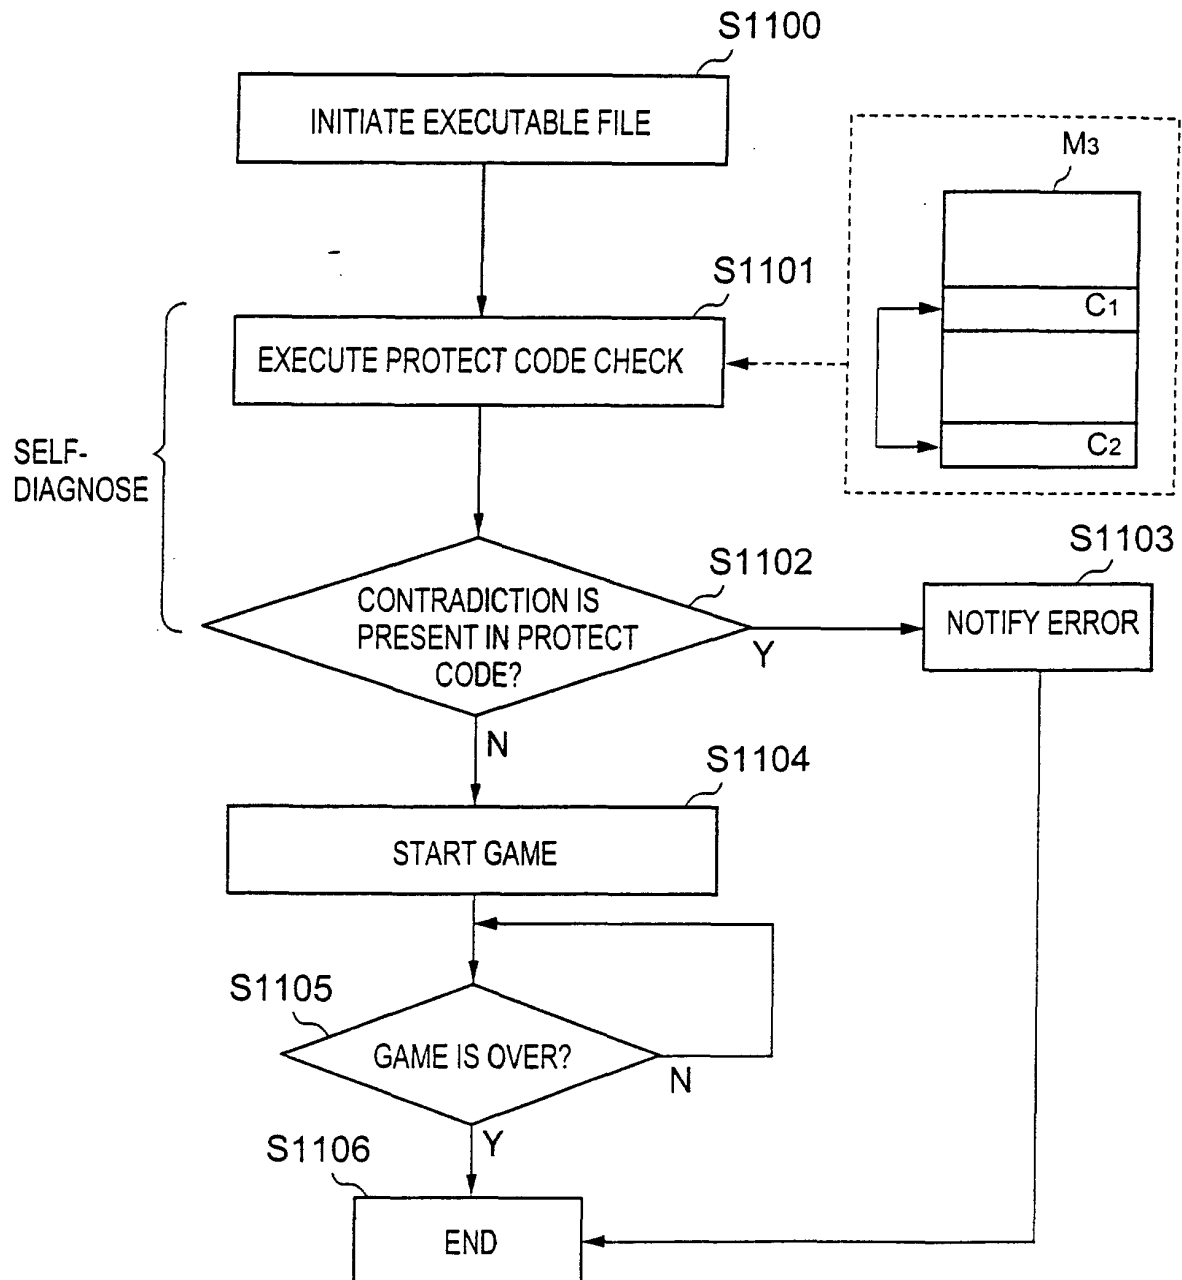 S1100
INITIATE EXECUTABLE FILE
M3
S1101
C1
EXECUTE PROTECT CODE CHECK
C2
SELF-
DIAGNOSE
S1103
S1102
CONTRADICTION IS
PRESENT IN PROTECT
CODE?
NOTIFY ERROR
Y
N
S1104
START GAME
S1105
GAME IS OVER?
N
Y
S1106
END